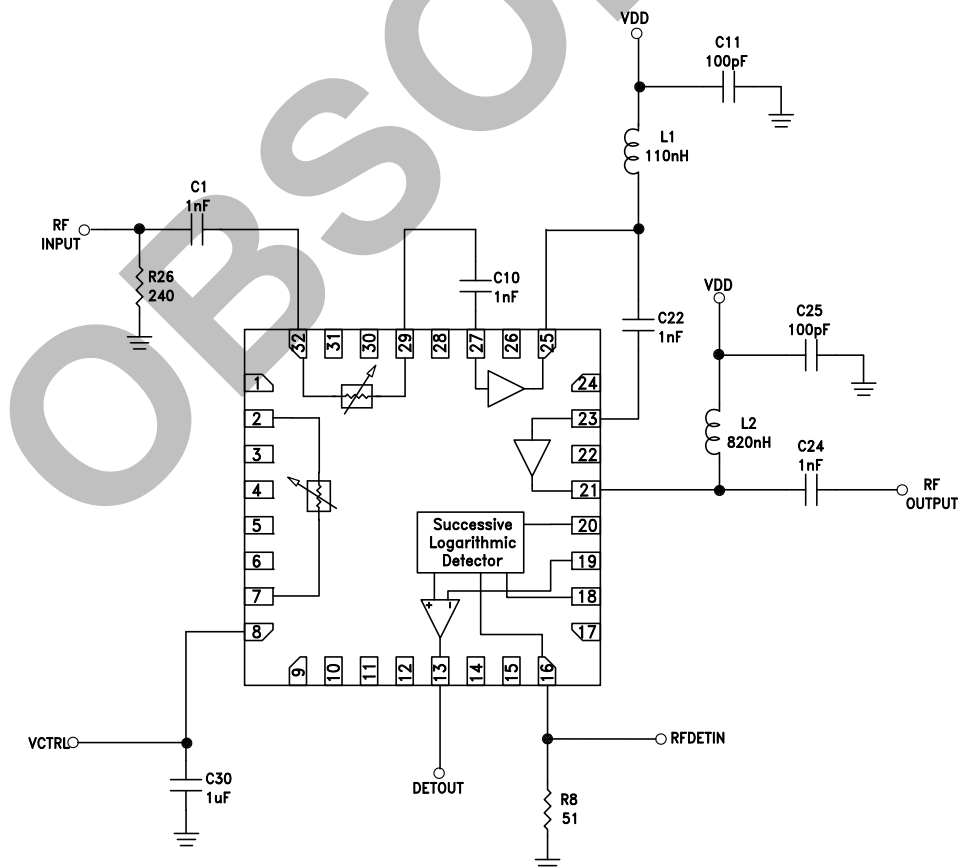 VDD
C11
100pF
L1
110nH
C1
1nF
RF
INPUT
R26
240
C10
1nF
C22
1nF
VDD
C25
100pF
L2
820nH
C24
1nF
RF
OUTPUT
32
31
30
29
28
27
26
25
1
2
3
4
5
6
7
8
24
23
22
21
20
19
18
17
Successive
Logarithmic
Detector
+
-
9
10
11
12
13
14
15
16
VCTRL
C30
1uF
DETOUT
RFDETIN
R8
51
OBSO